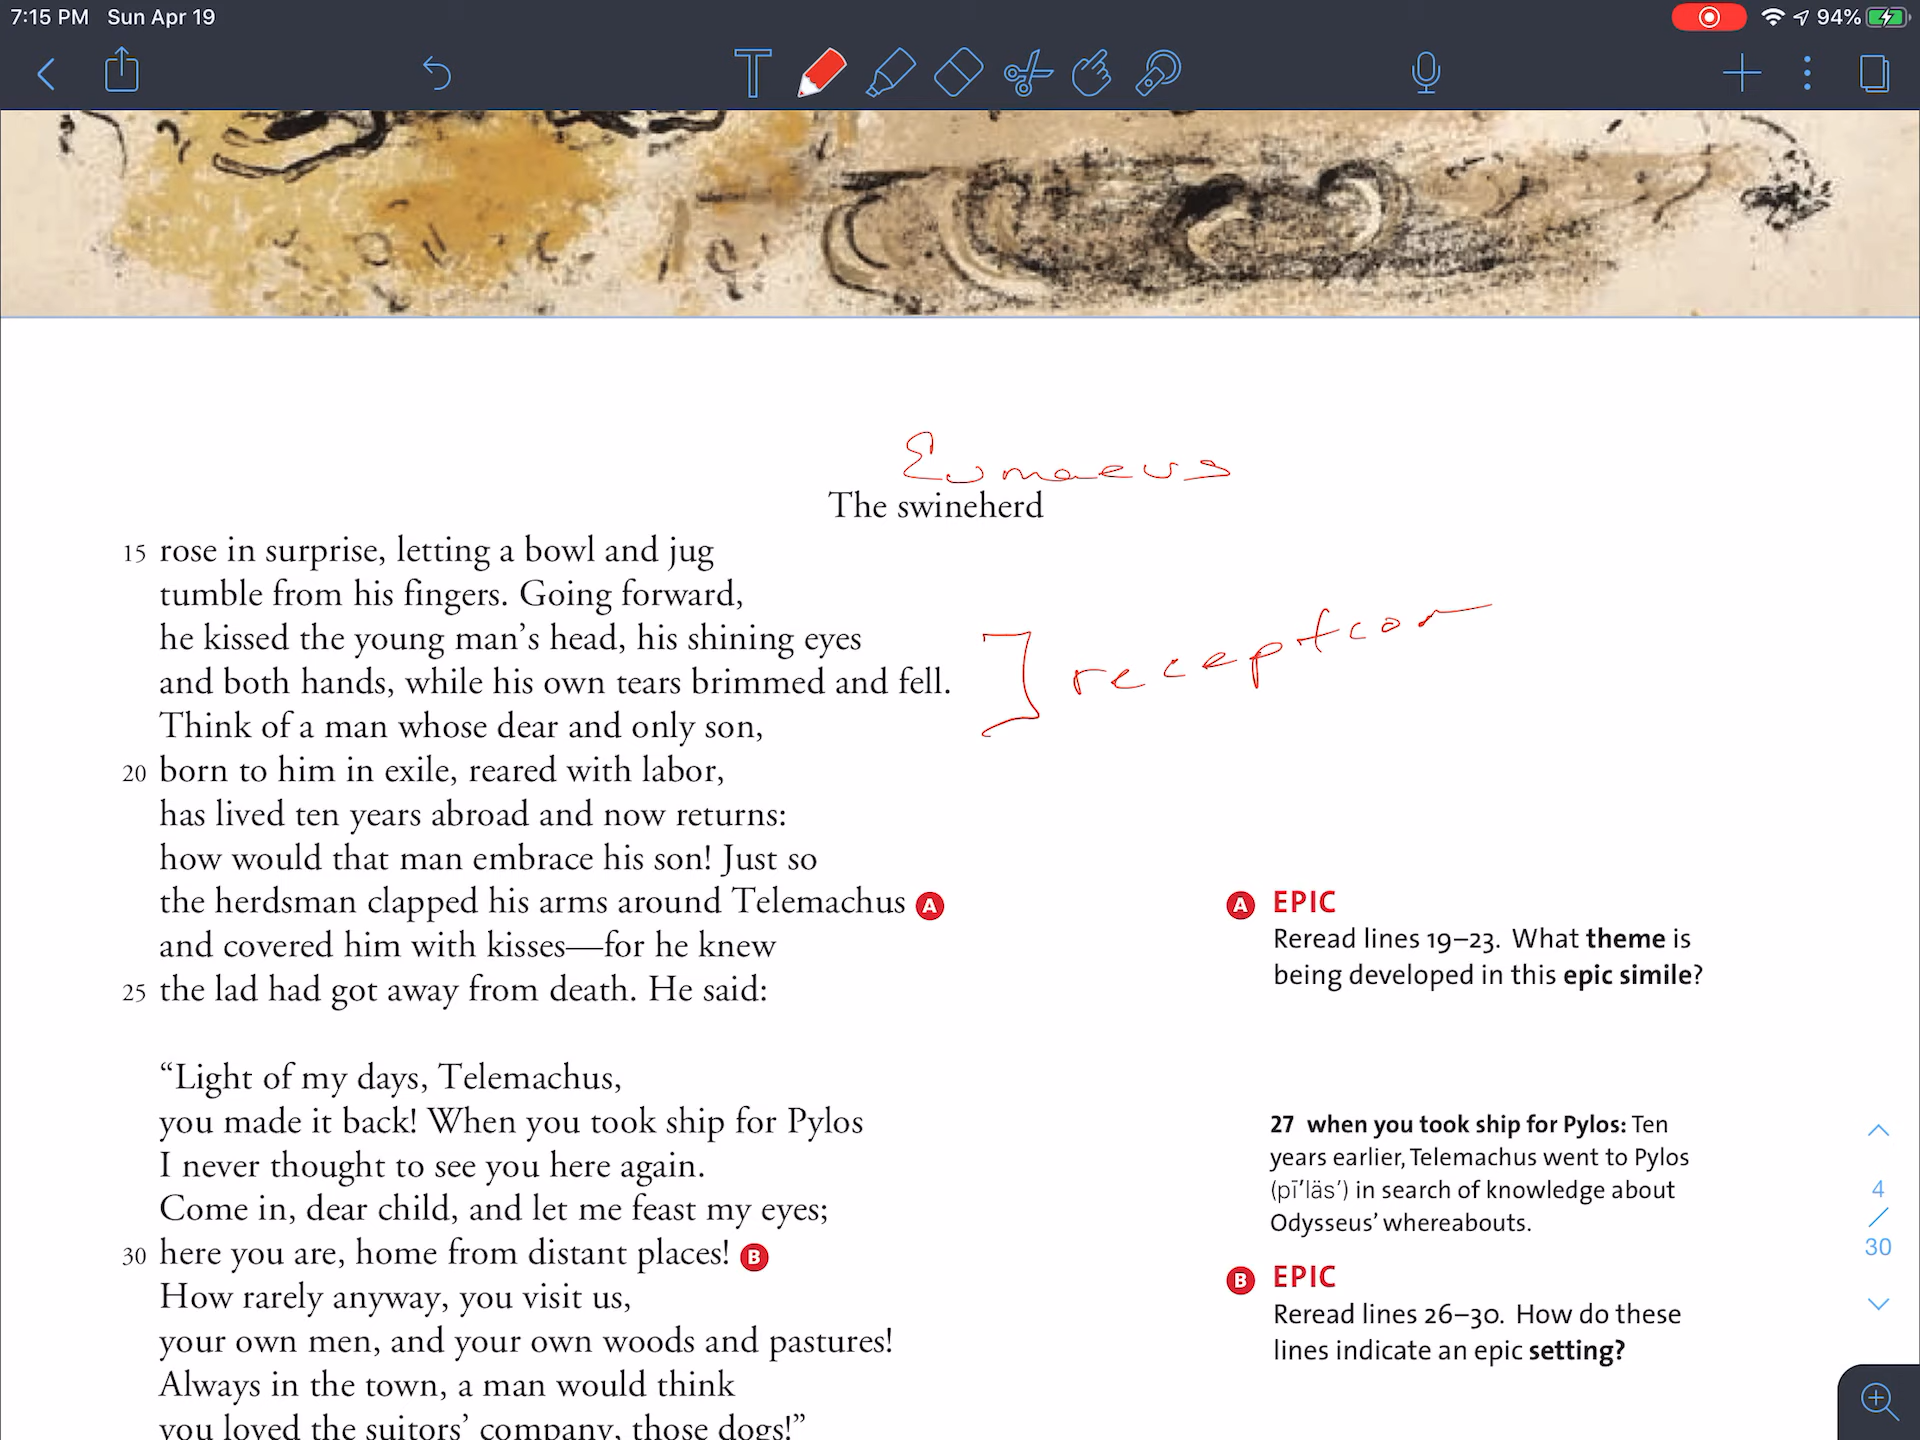 7:15 PM Sun Apr 19
94%
T
Eumaeus
The swineherd
15 rose in surprise, letting a bowl and jug
tumble from his fingers. Going forward,
he kissed the young man’s head, his shining eyes
and both hands, while his own tears brimmed and fell.
] reception
Think of a man whose dear and only son,
20 born to him in exile, reared with labor,
has lived ten years abroad and now returns:
how would that man embrace his son! Just so
the herdsman clapped his arms around Telemachus A
and covered him with kisses—for he knew
25 the lad had got away from death. He said:
“Light of my days, Telemachus,
you made it back! When you took ship for Pylos
I never thought to see you here again.
Come in, dear child, and let me feast my eyes;
30 here you are, home from distant places! B
How rarely anyway, you visit us,
your own men, and your own woods and pastures!
Always in the town, a man would think
you loved the suitors’ company, those dogs!”
A EPIC
Reread lines 19–23. What theme is
being developed in this epic simile?
27 when you took ship for Pylos: Ten
years earlier, Telemachus went to Pylos
(pī′läs′) in search of knowledge about
Odysseus’ whereabouts.
B EPIC
Reread lines 26–30. How do these
lines indicate an epic setting?
4
/
30